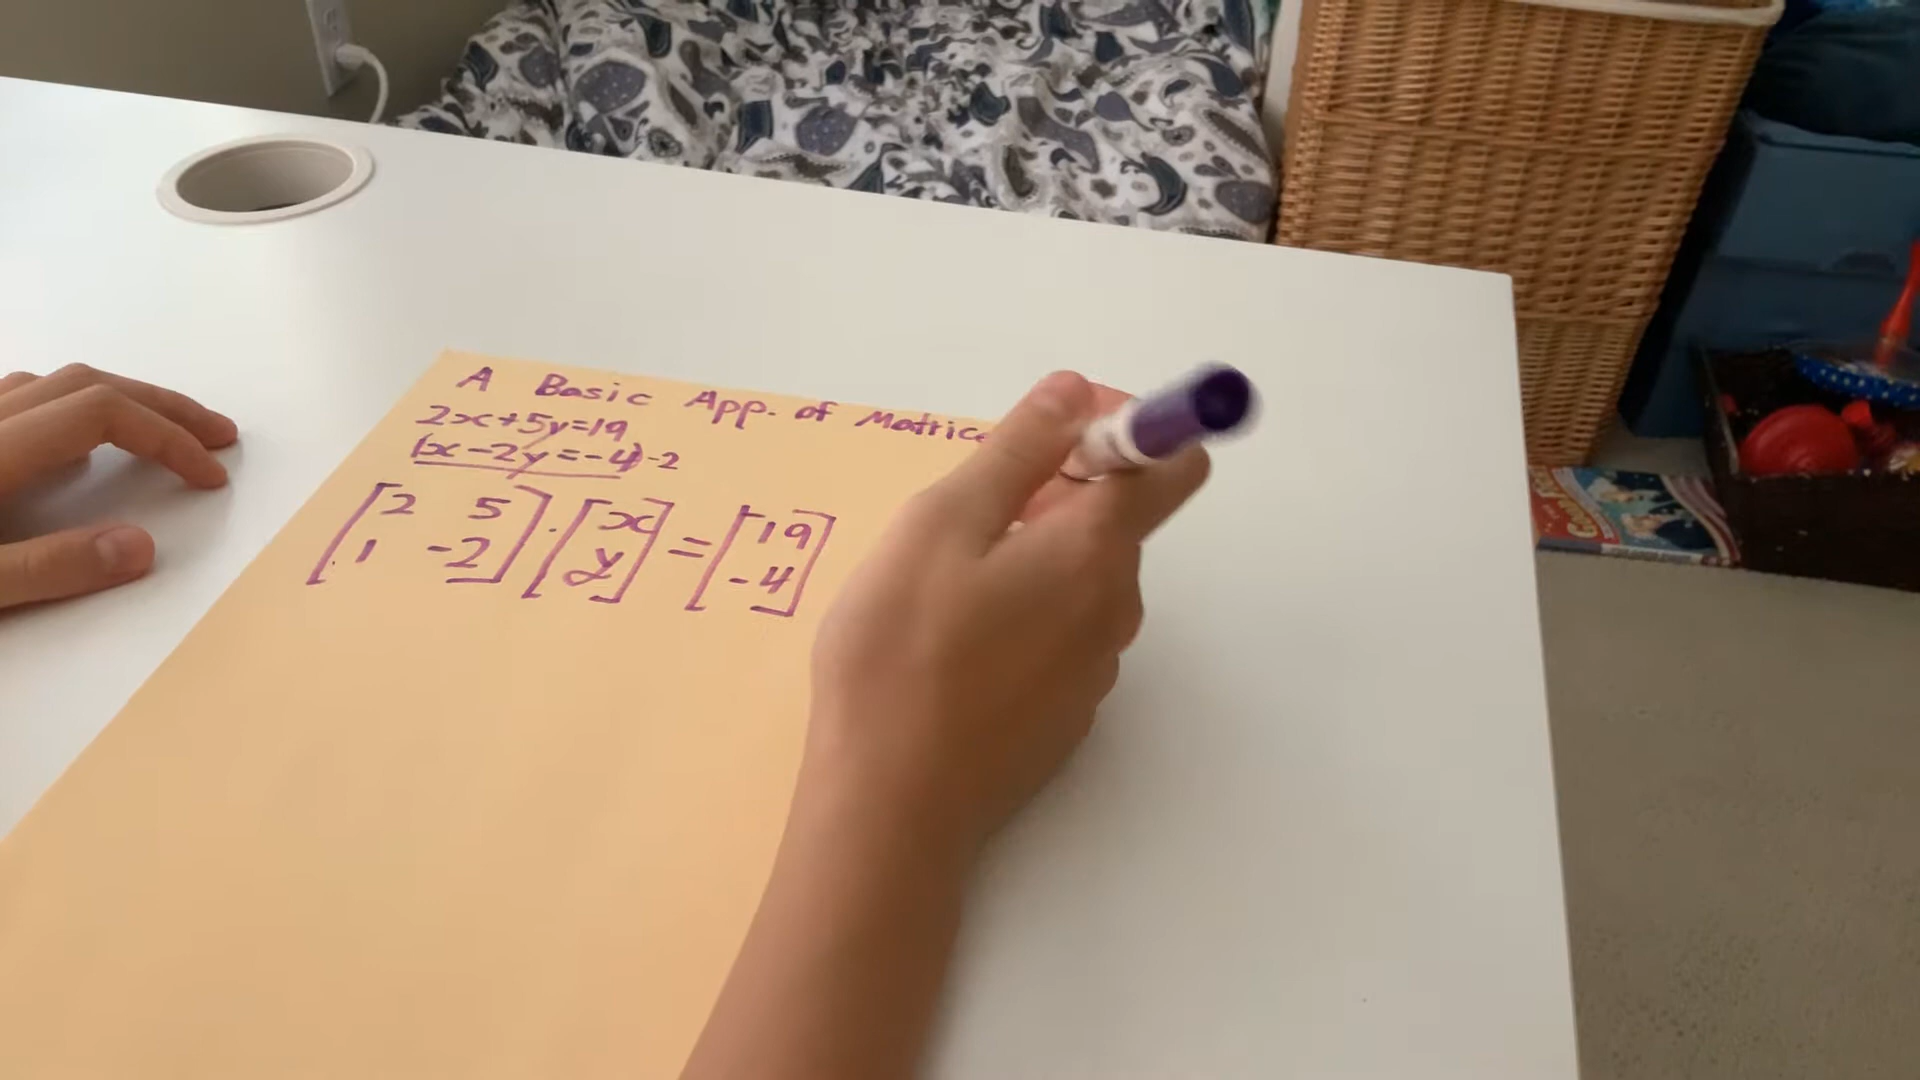 A Basic App. of Matrice
2x+5y=19
(x-2y=-4)-2
[2 5] . [x] = [19]
[1 -2] [y] [-4]